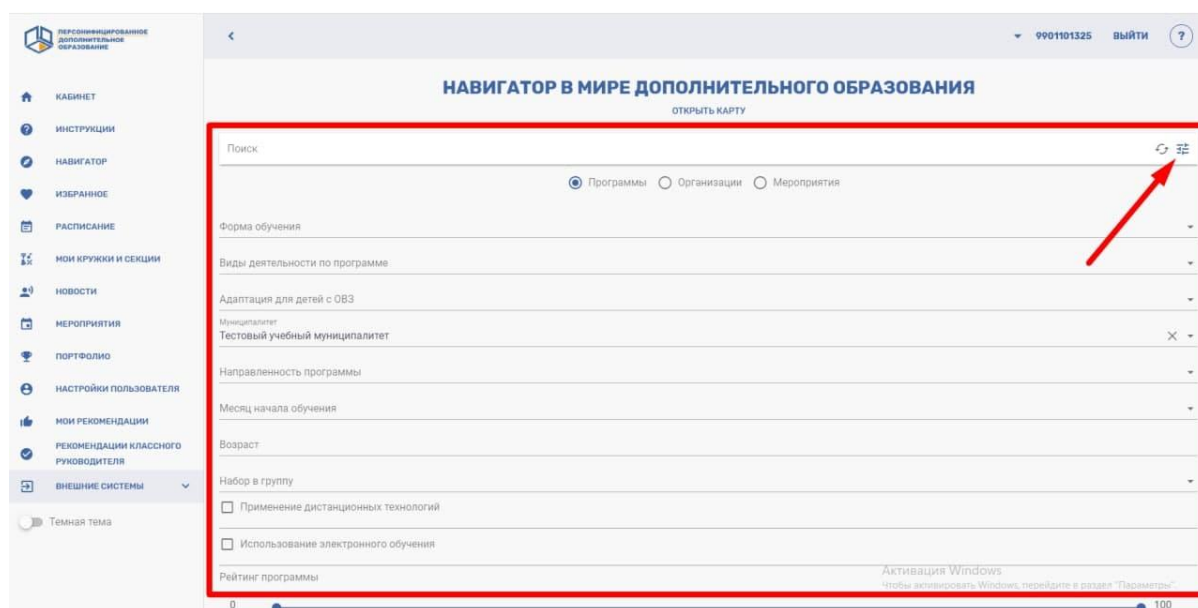 ПЕРСОНИФИЦИРОВАННОЕ
ДОПОЛНИТЕЛЬНОЕ
ОБРАЗОВАНИЕ
9901101325 ВЫЙТИ ?
КАБИНЕТ
ИНСТРУКЦИИ
НАВИГАТОР
ИЗБРАННОЕ
РАСПИСАНИЕ
МОИ КРУЖКИ И СЕКЦИИ
НОВОСТИ
МЕРОПРИЯТИЯ
ПОРТФОЛИО
НАСТРОЙКИ ПОЛЬЗОВАТЕЛЯ
МОИ РЕКОМЕНДАЦИИ
РЕКОМЕНДАЦИИ КЛАССНОГО
РУКОВОДИТЕЛЯ
ВНЕШНИЕ СИСТЕМЫ
Темная тема
НАВИГАТОР В МИРЕ ДОПОЛНИТЕЛЬНОГО ОБРАЗОВАНИЯ
ОТКРЫТЬ КАРТУ
Поиск
Программы Организации Мероприятия
Форма обучения
Виды деятельности по программе
Адаптация для детей с ОВЗ
Муниципалитет
Тестовый учебный муниципалитет
Направленность программы
Месяц начала обучения
Возраст
Набор в группу
Применение дистанционных технологий
Использование электронного обучения
Рейтинг программы
Активация Windows
Чтобы активировать Windows, перейдите в раздел "Параметры".
0 100